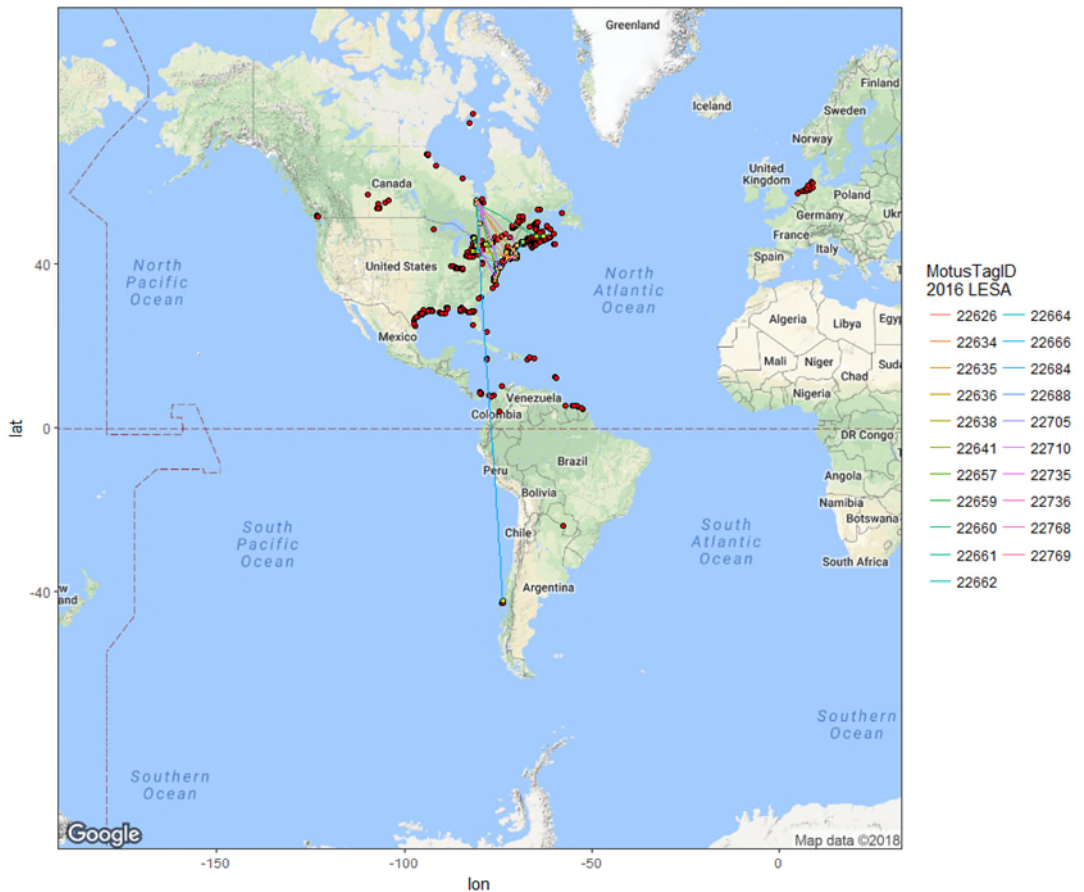 Greenland
Finland
Iceland
Sweden
Norway
United
Kingdom
Canada
Poland
Germany
Ukr
France
Italy
Spain
United States
North
Pacific
Ocean
North
Atlantic
Ocean
40
Mexico
Algeria
Libya
Egyp
Mali
Niger
Suda
Chad
Nigeria
Venezuela
Colombia
0
DR Congo
T
Peru
Brazil
Angola
Bolivia
Namibia
Botswana
South
Pacific
Ocean
Chile
South
Atlantic
Ocean
South Africa
Argentina
-40
w
and
Southern
Ocean
Southern
Ocean
Google
Map data ©2018
-150
-100
-50
0
lon
lat
MotusTagID
2016 LESA
22626 22664
22634 22666
22635 22684
22636 22688
22638 22705
22641 22710
22657 22735
22659 22736
22660 22768
22661 22769
22662